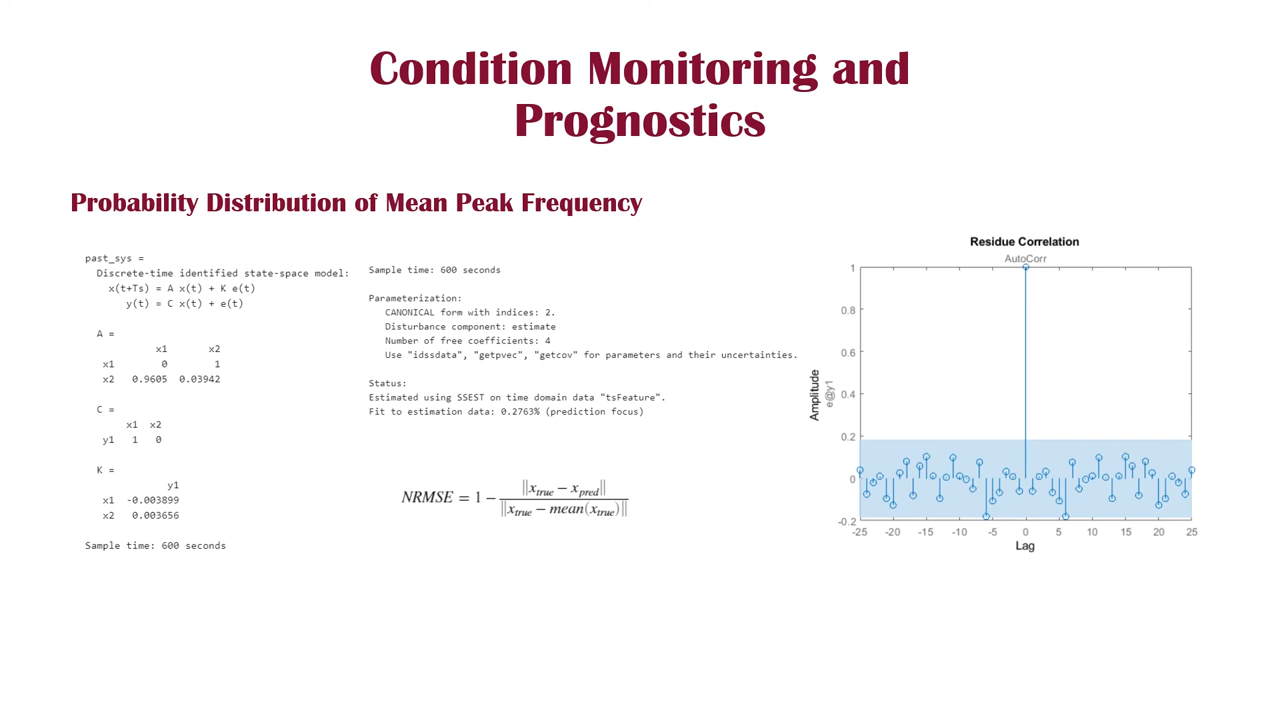 Condition Monitoring and
Prognostics
Probability Distribution of Mean Peak Frequency
past_sys =
Discrete-time identified state-space model:
x(t+Ts) = A x(t) + K e(t)
y(t) = C x(t) + e(t)
A =
x1 x2
x1 0 1
x2 0.9605 0.03942
C =
x1 x2
y1 1 0
K =
y1
x1 -0.003899
x2 0.003656
Sample time: 600 seconds
Sample time: 600 seconds
Parameterization:
CANONICAL form with indices: 2.
Disturbance component: estimate
Number of free coefficients: 4
Use "idssdata", "getpvec", "getcov" for parameters and their uncertainties.
Status:
Estimated using SSEST on time domain data "tsFeature".
Fit to estimation data: 0.2763% (prediction focus)
NRMSE = 1 - ||x_true - x_pred|| / ||x_true - mean(x_true)||
Residue Correlation
AutoCorr
1
0.8
0.6
0.4
0.2
0
-0.2
Amplitude
e@y1
-25 -20 -15 -10 -5 0 5 10 15 20 25
Lag